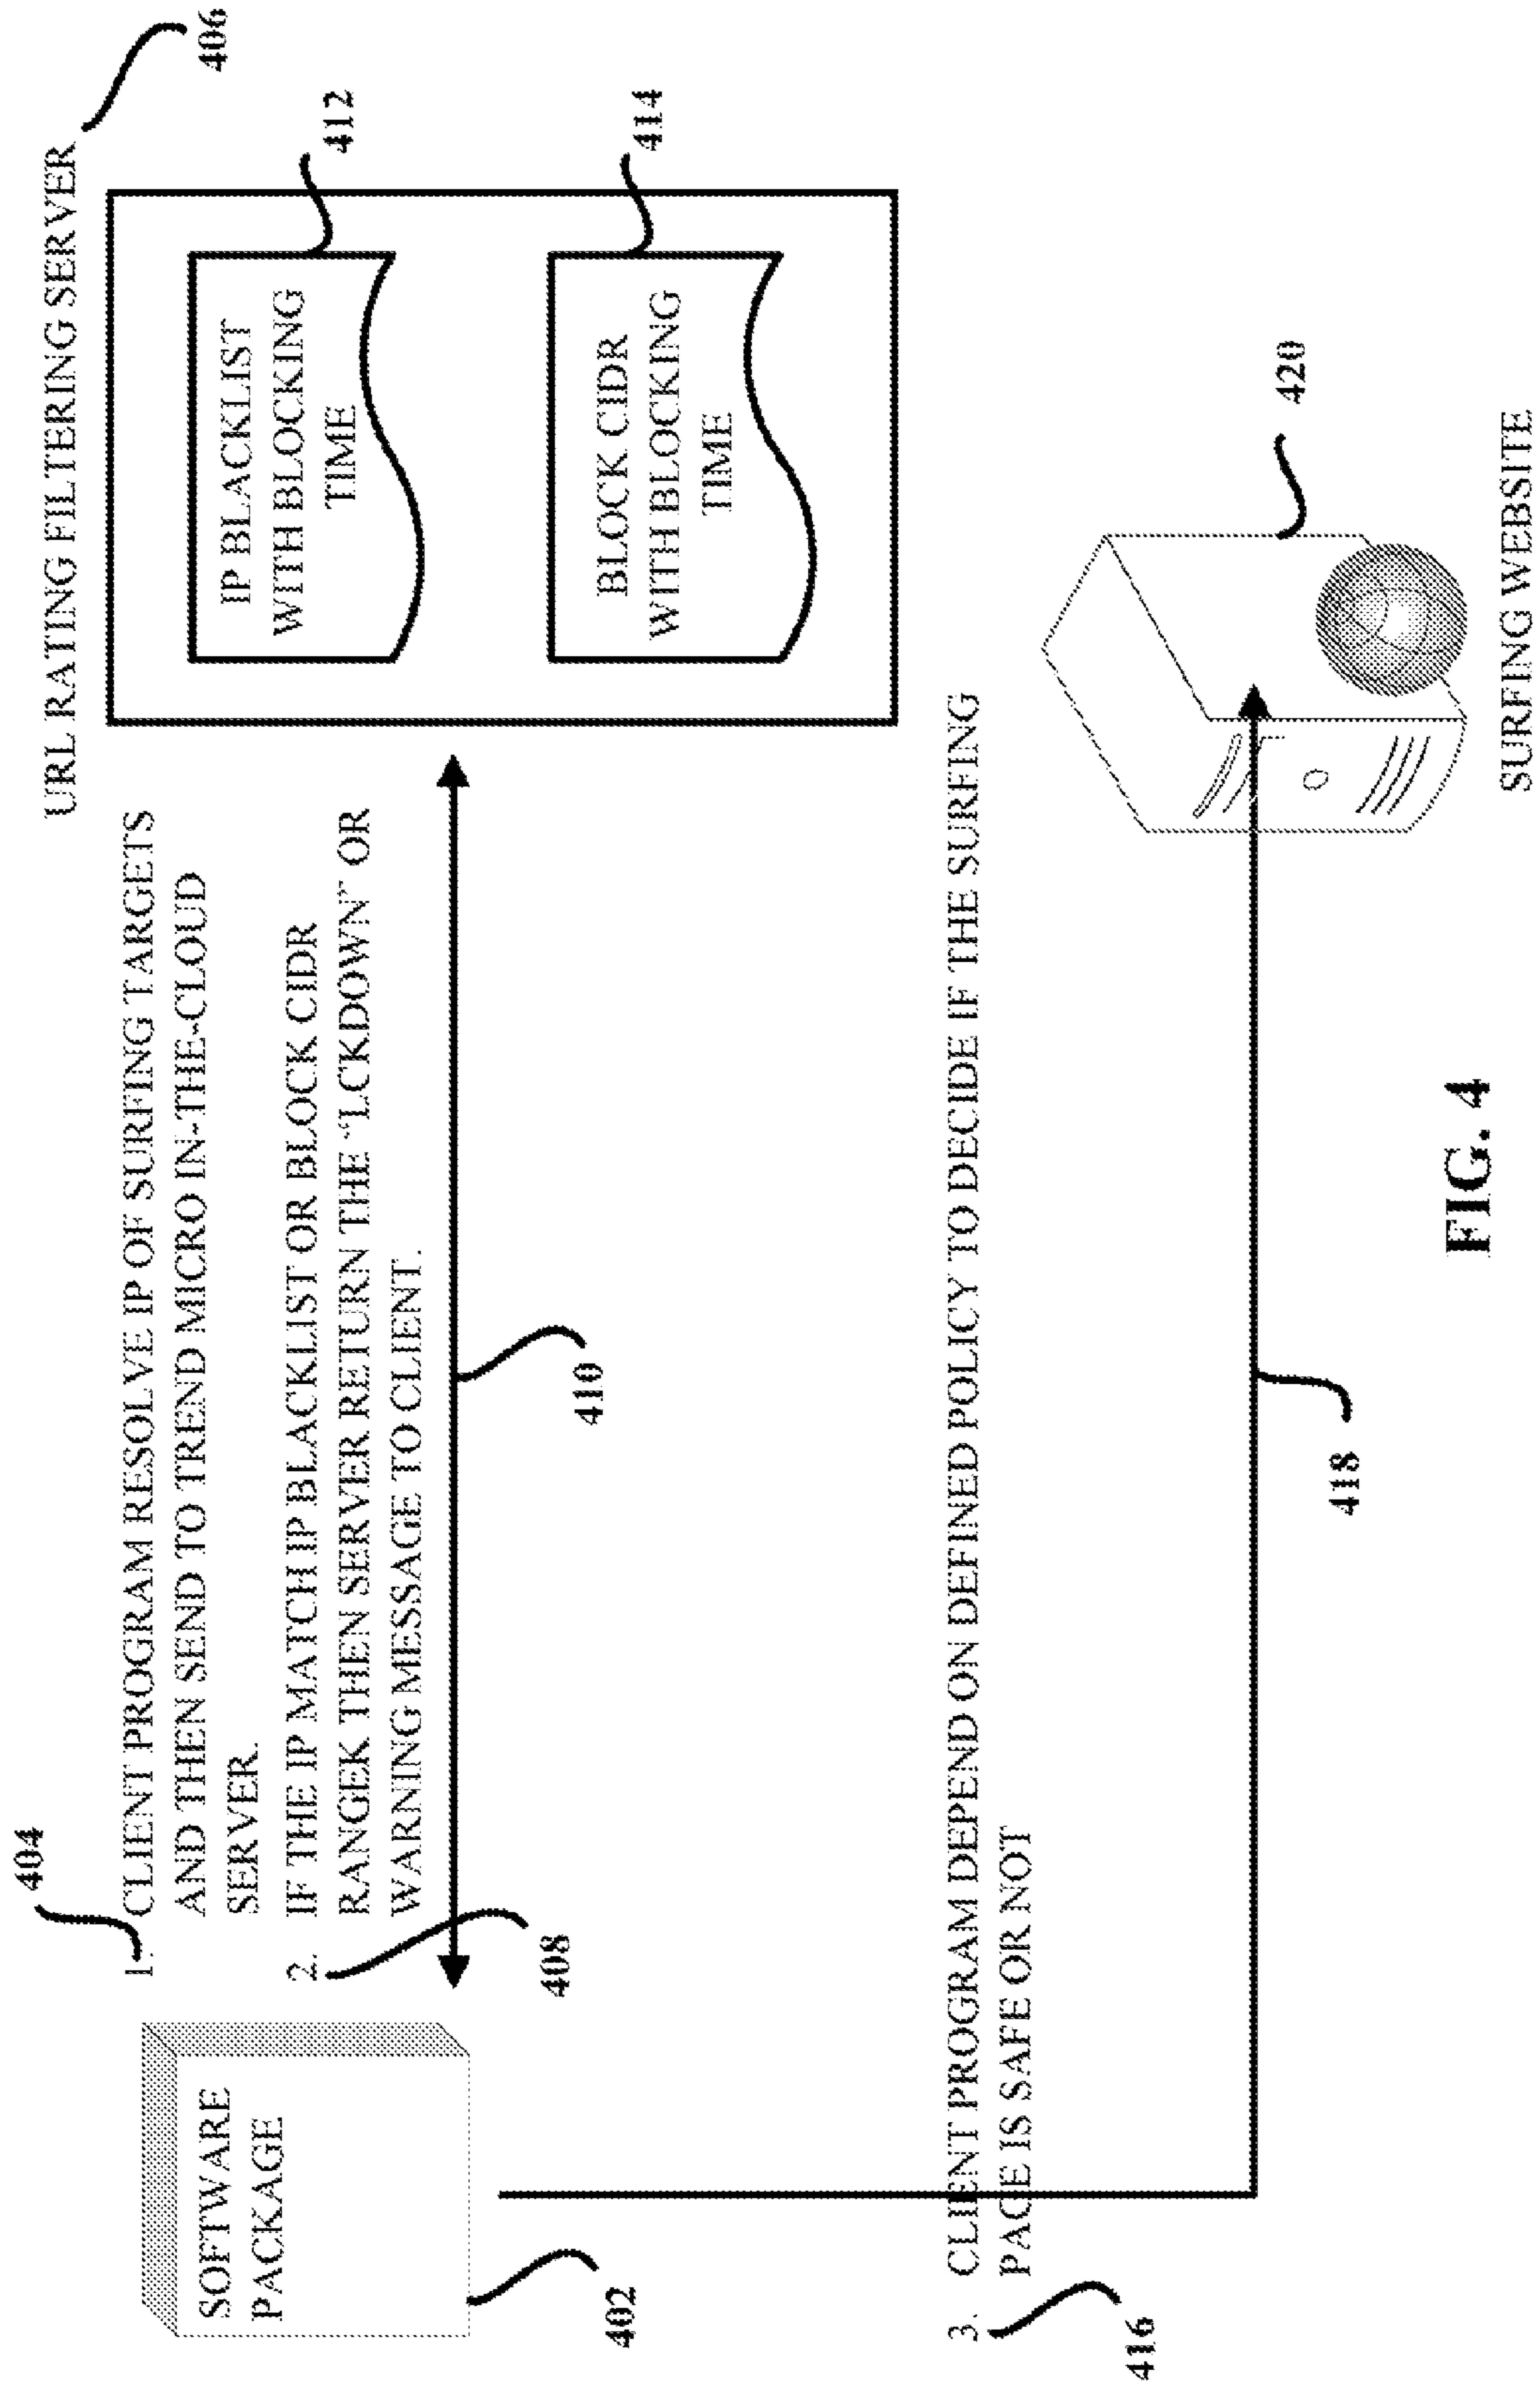 URL RATING FILTERING SERVER
406
404
1. CLIENT PROGRAM RESOLVE IP OF SURFING TARGETS
AND THEN SEND TO TREND MICRO IN-THE-CLOUD
SERVER.
2. IF THE IP MATCH IP BLACKLIST OR BLOCK CIDR
RANGEK THEN SERVER RETURN THE "LCKDOWN" OR
WARNING MESSAGE TO CLIENT.
408
410
SOFTWARE
PACKAGE
402
IP BLACKLIST
WITH BLOCKING
TIME
412
BLOCK CIDR
WITH BLOCKING
TIME
414
3. CLIENT PROGRAM DEPEND ON DEFINED POLICY TO DECIDE IF THE SURFING
PAGE IS SAFE OR NOT
416
418
420
SURFING WEBSITE
FIG. 4